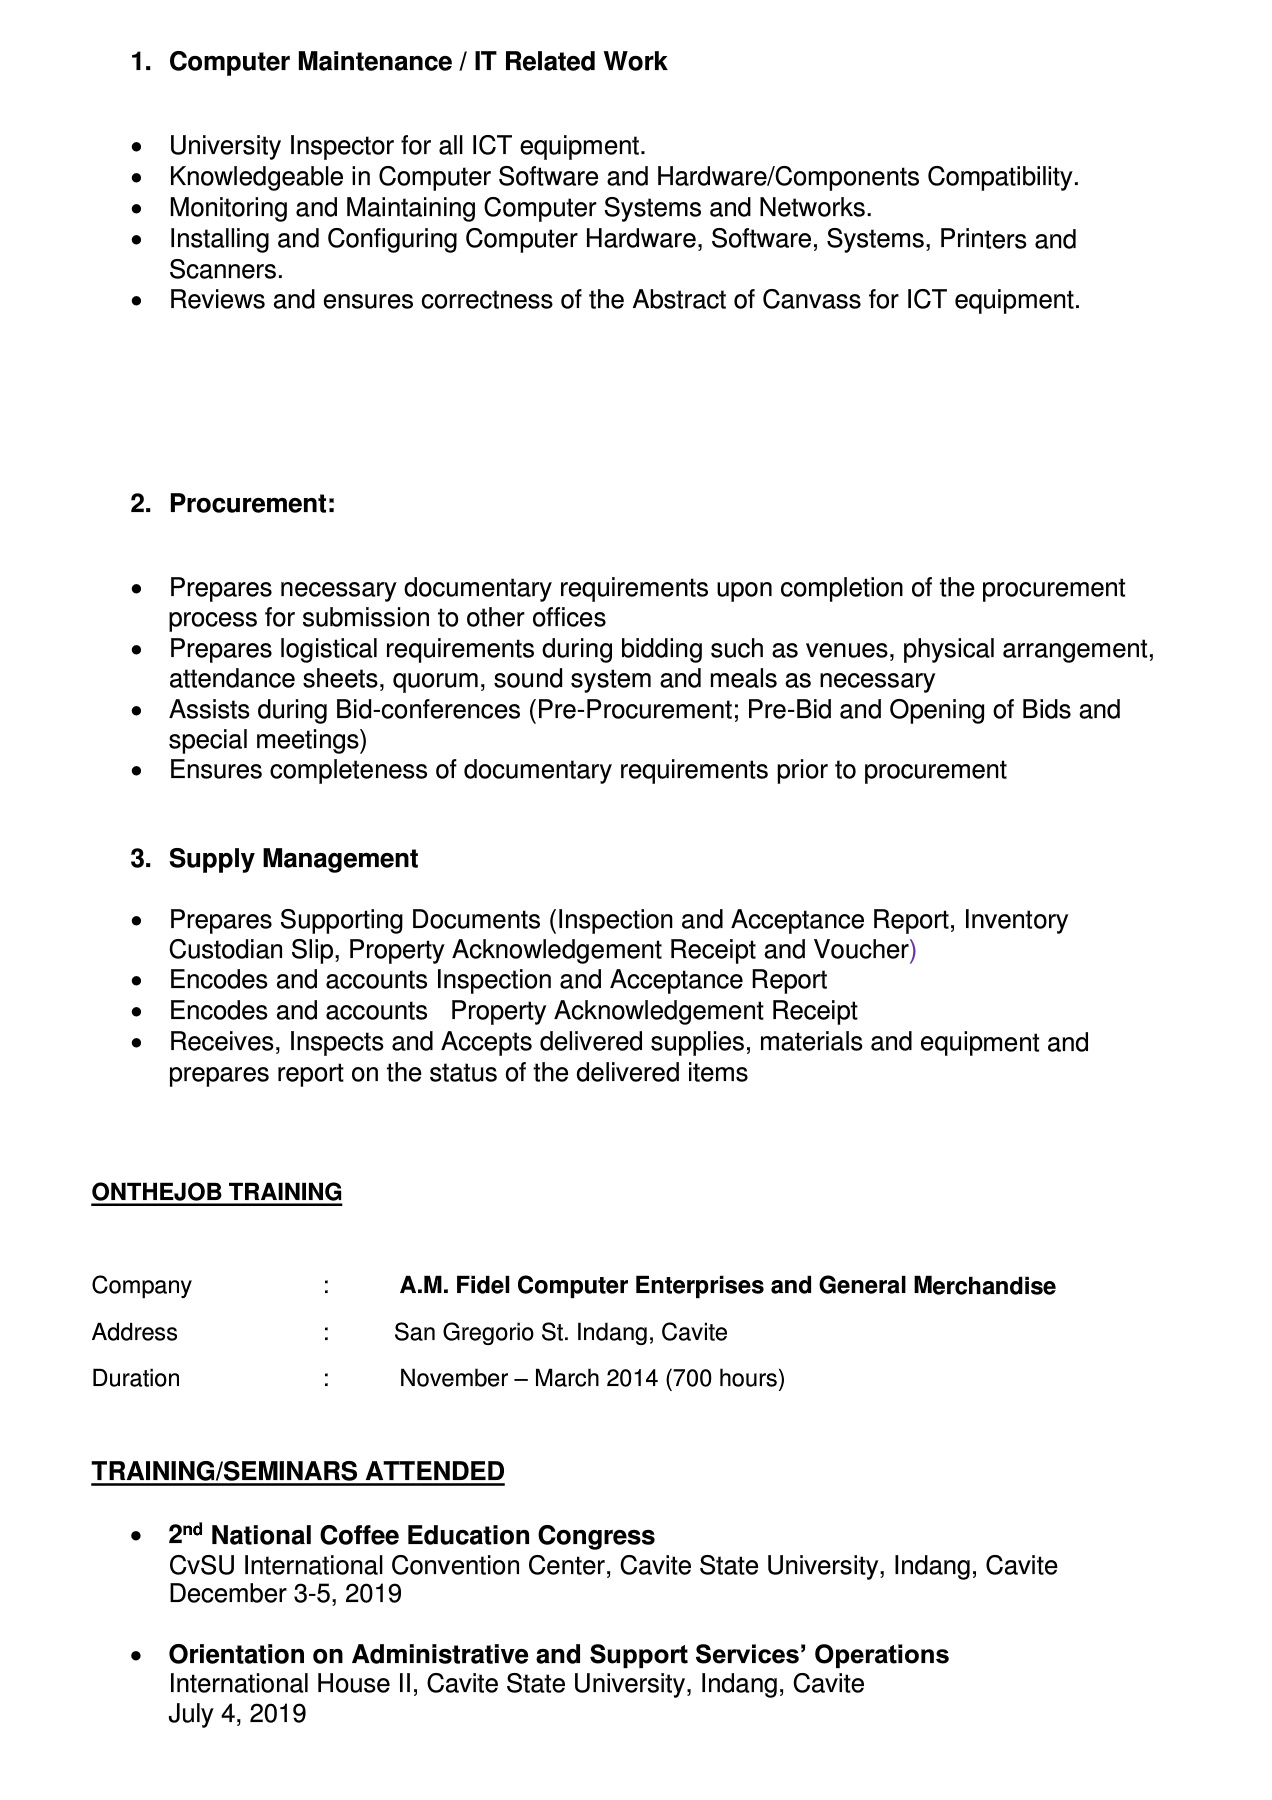 1. Computer Maintenance / IT Related Work
• University Inspector for all ICT equipment.
• Knowledgeable in Computer Software and Hardware/Components Compatibility.
• Monitoring and Maintaining Computer Systems and Networks.
• Installing and Configuring Computer Hardware, Software, Systems, Printers and
Scanners.
• Reviews and ensures correctness of the Abstract of Canvass for ICT equipment.
2. Procurement:
• Prepares necessary documentary requirements upon completion of the procurement
process for submission to other offices
• Prepares logistical requirements during bidding such as venues, physical arrangement,
attendance sheets, quorum, sound system and meals as necessary
• Assists during Bid-conferences (Pre-Procurement; Pre-Bid and Opening of Bids and
special meetings)
• Ensures completeness of documentary requirements prior to procurement
3. Supply Management
• Prepares Supporting Documents (Inspection and Acceptance Report, Inventory
Custodian Slip, Property Acknowledgement Receipt and Voucher)
• Encodes and accounts Inspection and Acceptance Report
• Encodes and accounts Property Acknowledgement Receipt
• Receives, Inspects and Accepts delivered supplies, materials and equipment and
prepares report on the status of the delivered items
ONTHEJOB TRAINING
Company : A.M. Fidel Computer Enterprises and General Merchandise
Address : San Gregorio St. Indang, Cavite
Duration : November – March 2014 (700 hours)
TRAINING/SEMINARS ATTENDED
• 2nd National Coffee Education Congress
CvSU International Convention Center, Cavite State University, Indang, Cavite
December 3-5, 2019
• Orientation on Administrative and Support Services’ Operations
International House II, Cavite State University, Indang, Cavite
July 4, 2019